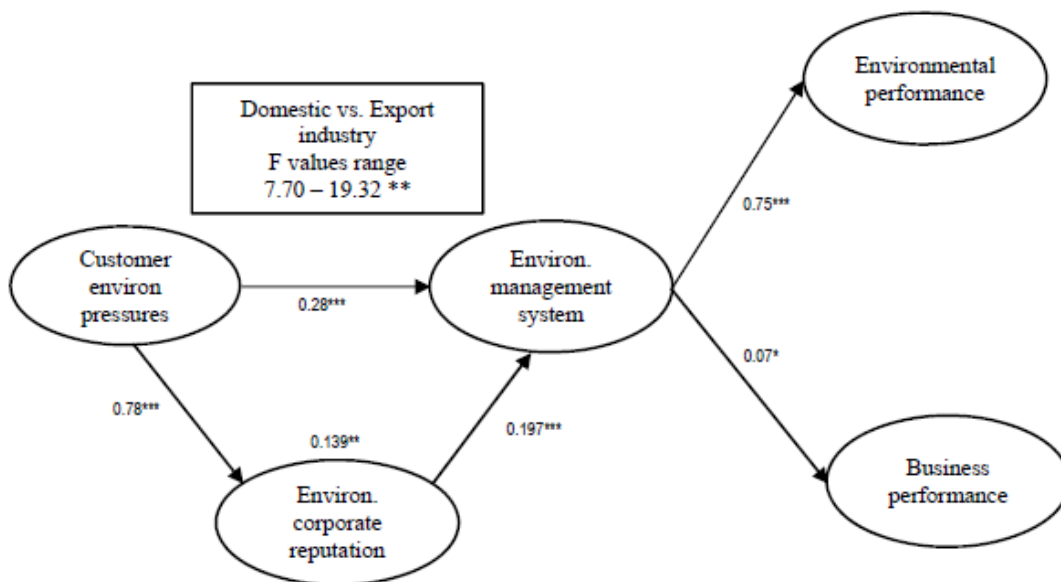 Environmental
performance
Domestic vs. Export
industry
F values range
7.70 – 19.32 **
0.75***
Customer
environ
pressures
0.28***
Environ.
management
system
0.07*
0.78***
0.139**
0.197***
Environ.
corporate
reputation
Business
performance